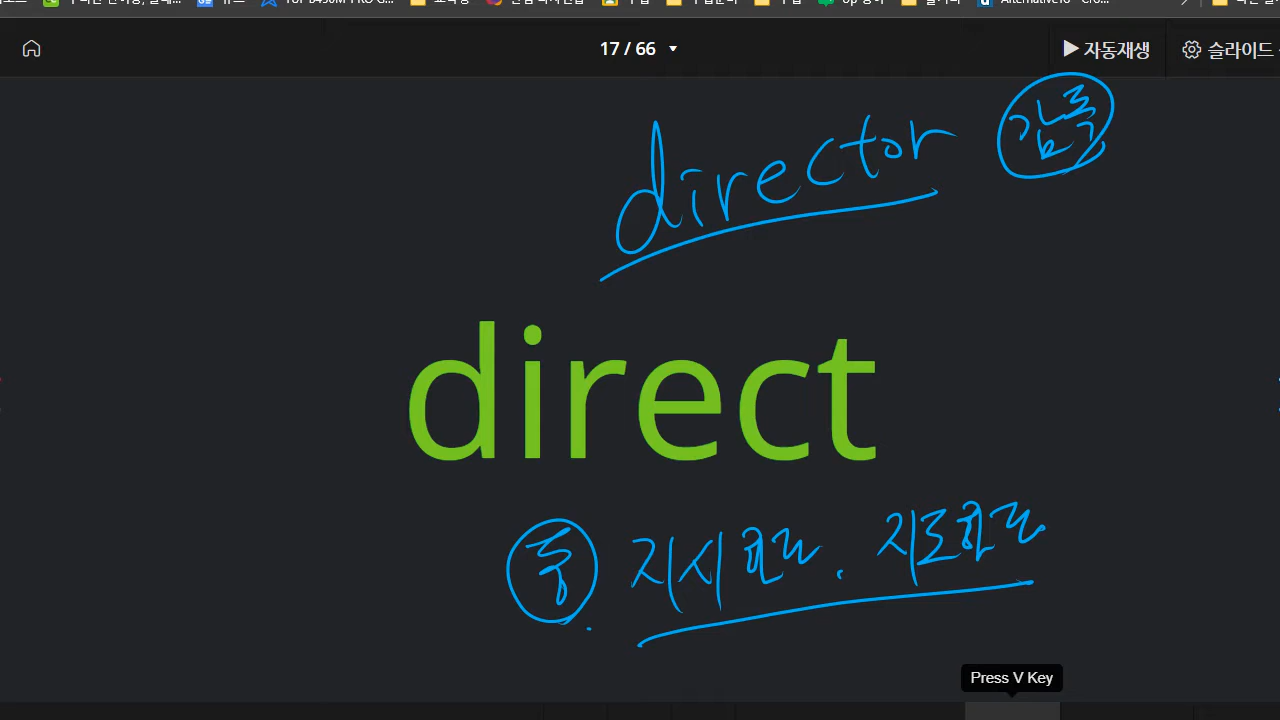 17 / 66
자동재생
슬라이드
director 감독
direct
동 지시하다. 지도하다
Press V Key